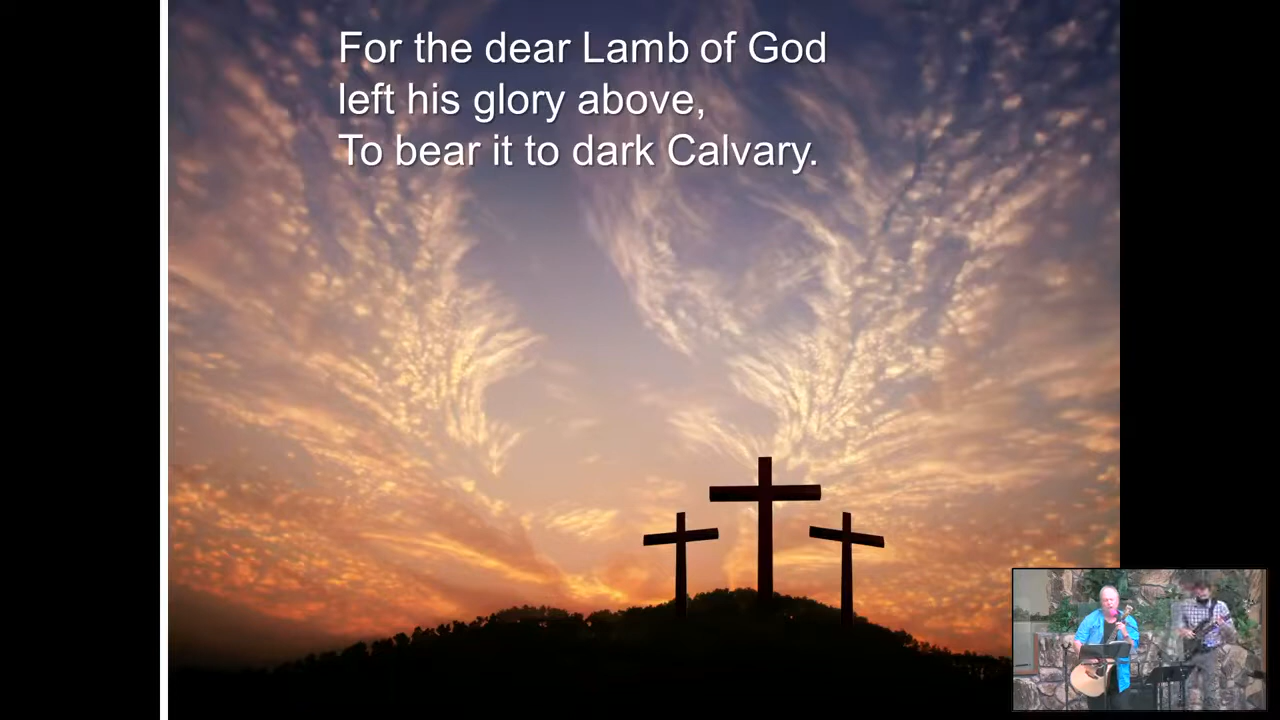 For the dear Lamb of God
left his glory above,
To bear it to dark Calvary.